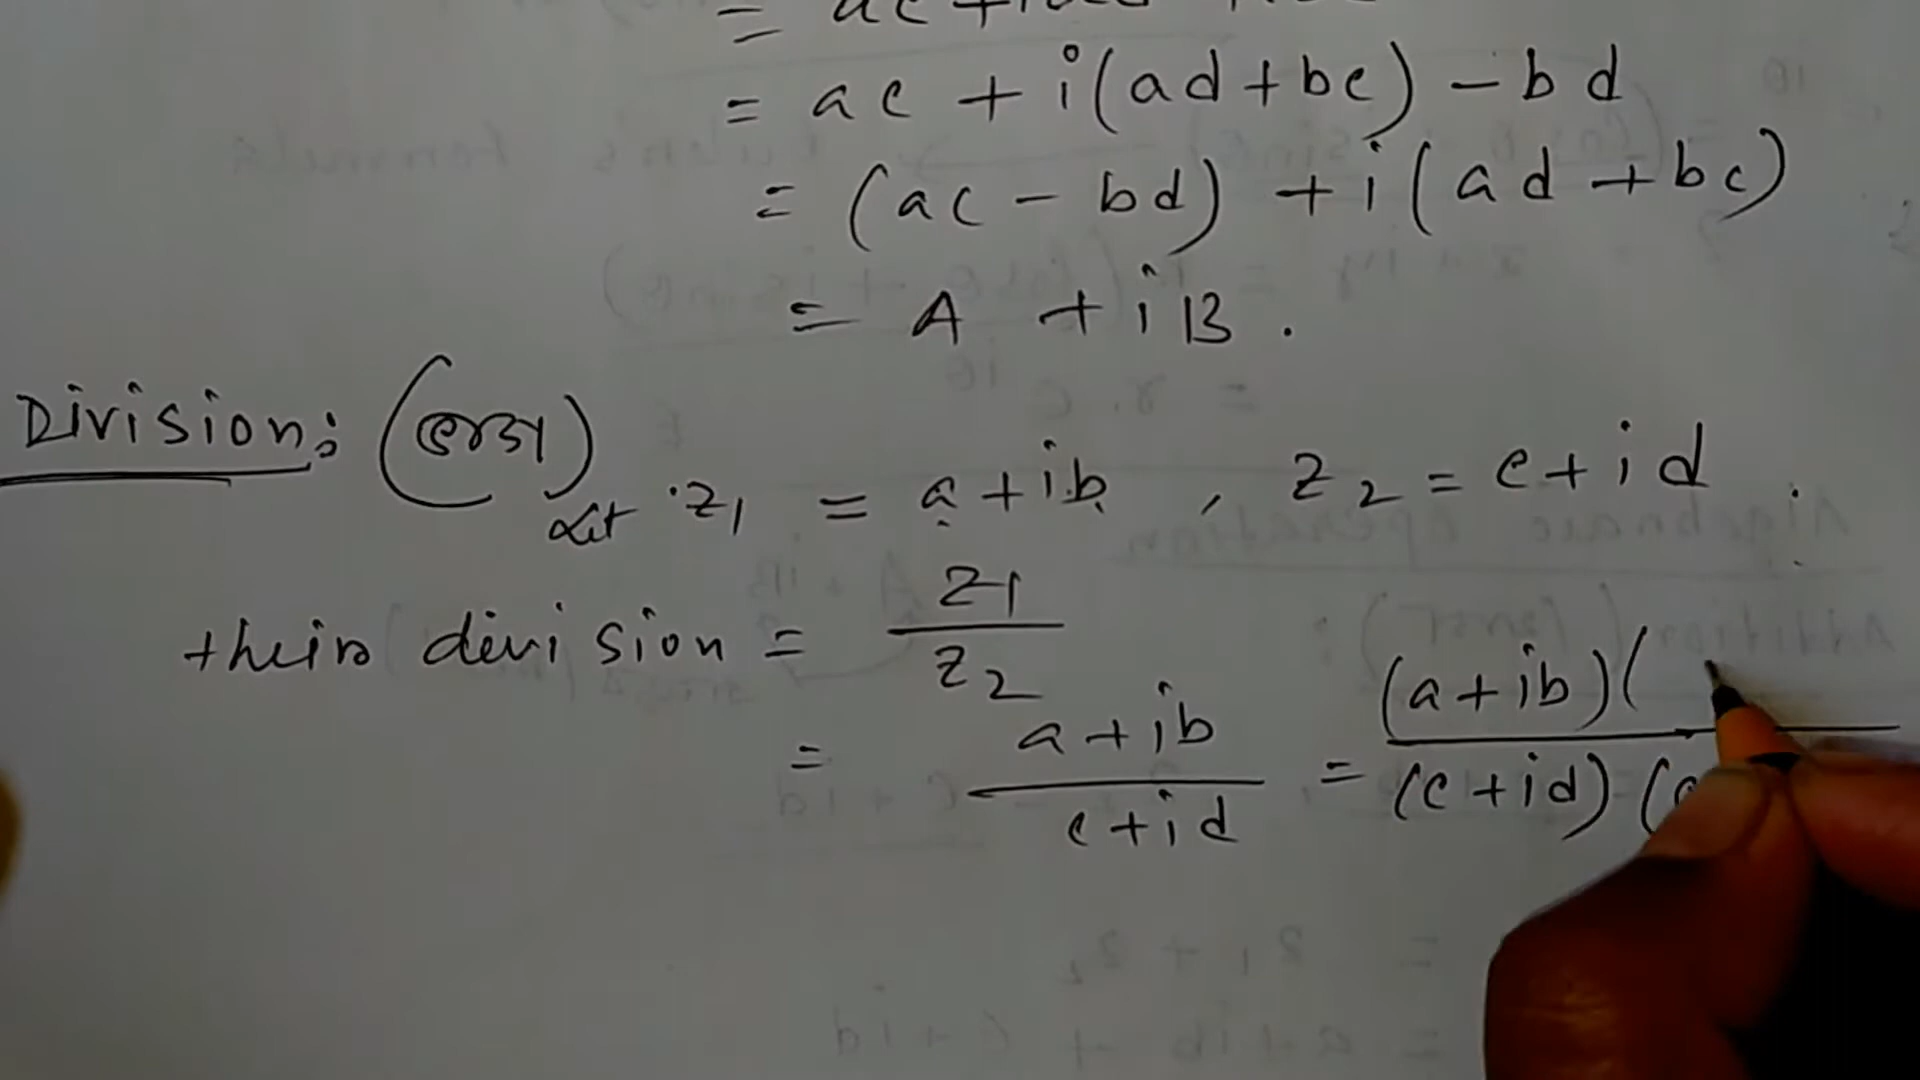 = ac + i(ad+bc) - bd
= (ac - bd) + i(ad+bc)
= A + iB.
Division: (হরন)
Let z₁ = a+ib, z₂ = c+id.
their division = z₁/z₂
= a+ib/c+id = (a+ib)(/(c+id)(c